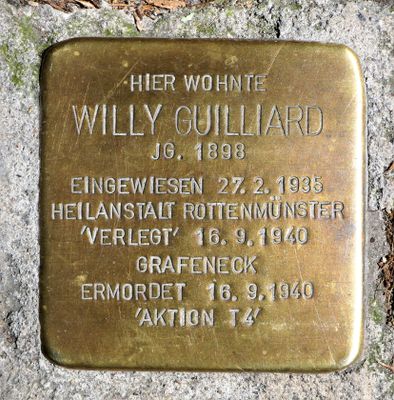 HIER WOHNTE
WILLY GUILLIARD
JG. 1898
EINGEWIESEN 27.2.1935
HEILANSTALT ROTTENMÜNSTER
'VERLEGT' 16.9.1940
GRAFENECK
ERMORDET 16.9.1940
'AKTION T4'